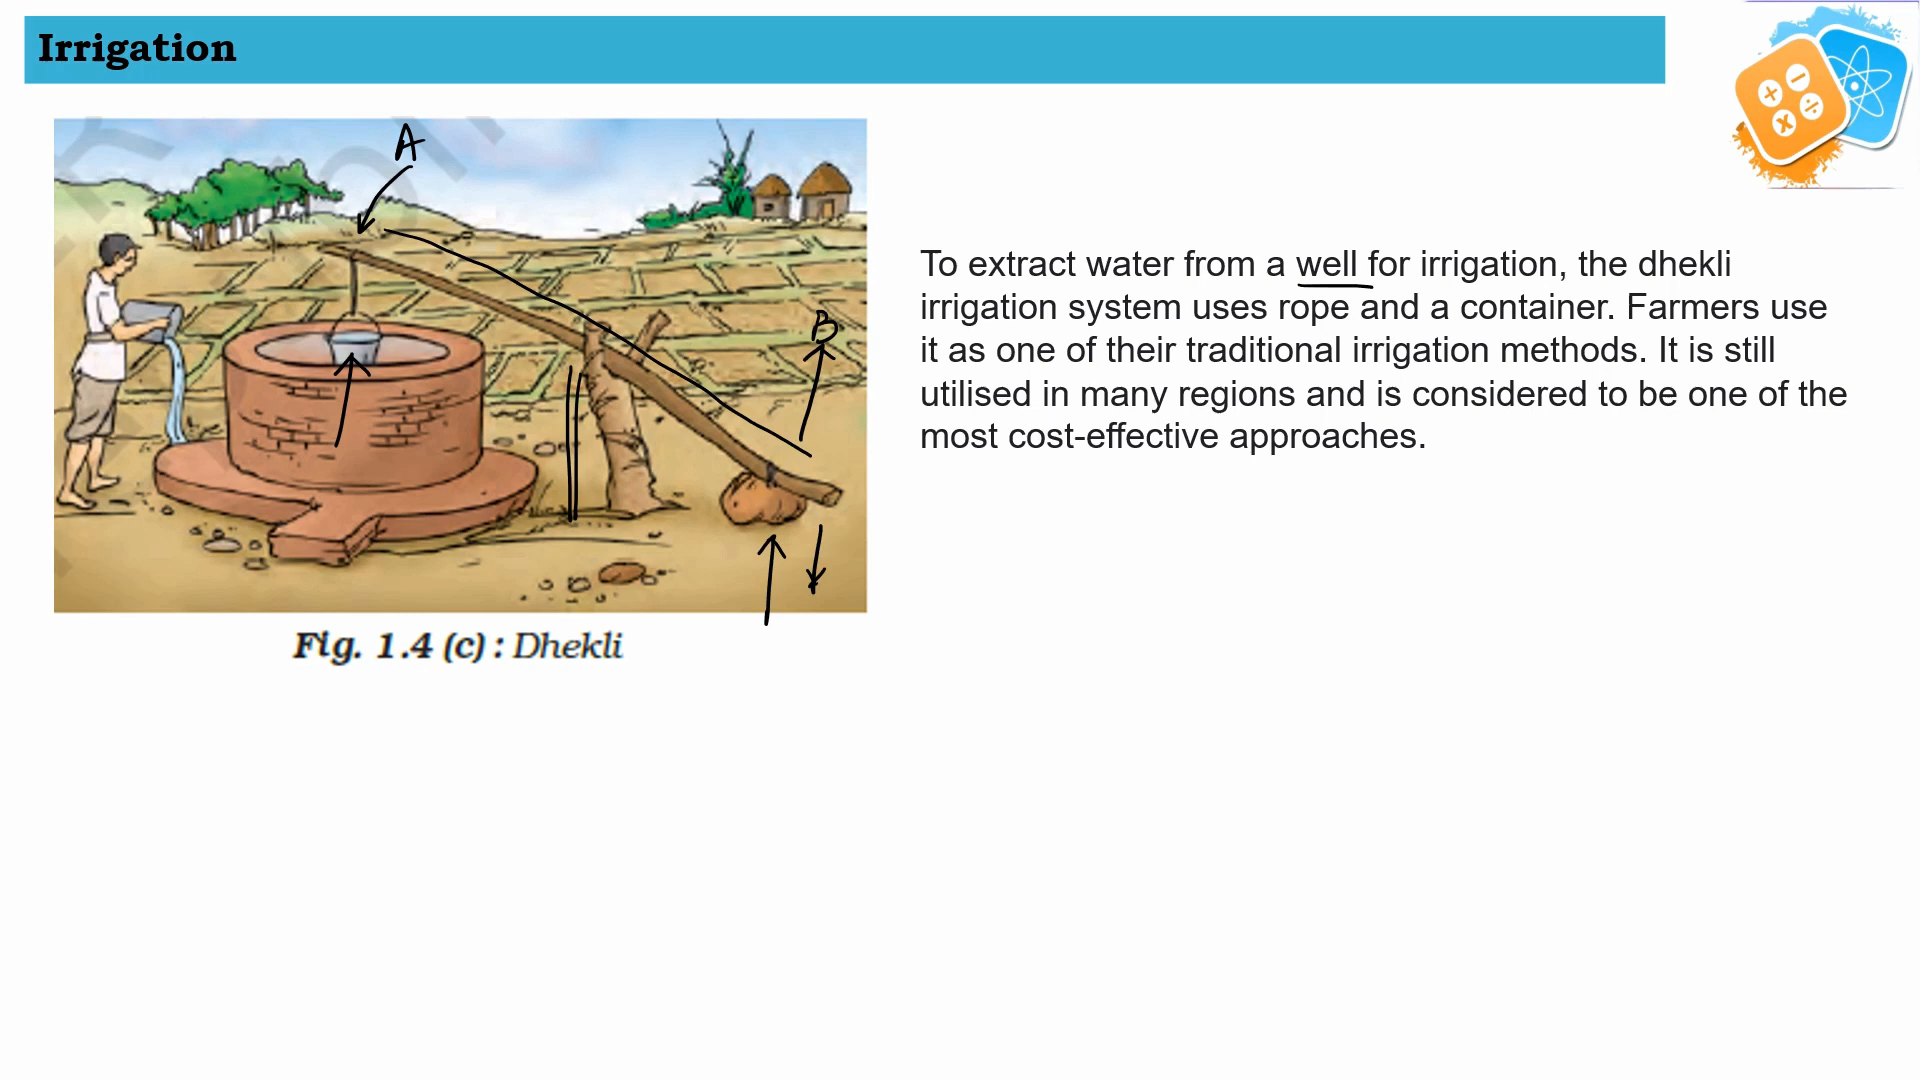 Irrigation
A
B
To extract water from a well for irrigation, the dhekli
irrigation system uses rope and a container. Farmers use
it as one of their traditional irrigation methods. It is still
utilised in many regions and is considered to be one of the
most cost-effective approaches.
Fig. 1.4 (c) : Dhekli